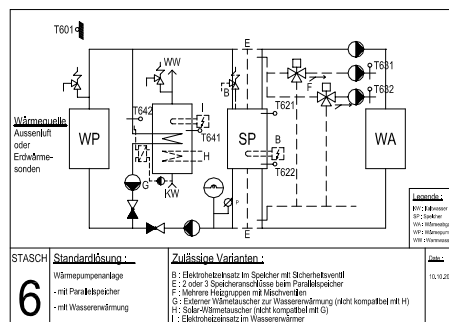 T601
WW
E
B
T631
F
T632
T642
I
T621
Wärmequelle
Aussenluft
oder
Erdwärme-
sonden
WP
T641
SP
WA
B
H
T622
G
KW
P
E
Legende:
KW: Kaltwasser
SP: Speicher
STASCH
6
Standardlösung:
Wärmepumpenanlage
- mit Parallelspeicher
- mit Wassererwärmung
Zulässige Varianten:
B: Elektroheizeinsatz im Speicher mit Sicherheitsventil
E: 2 oder 3 Speicheranschlüsse beim Parallelspeicher
F: Mehrere Heizgruppen mit Mischventilen
G: Externer Wärmetauscher zur Wassererwärmung (nicht kompatibel mit H)
H: Solar-Wärmetauscher (nicht kompatibel mit G)
I: Elektroheizeinsatz im Wassererwärmer
Date: